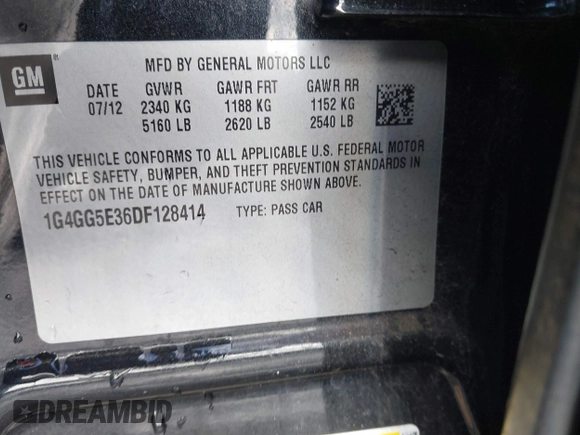 GM
MFD BY GENERAL MOTORS LLC
DATE GVWR GAWR FRT GAWR RR
07/12 2340 KG 1188 KG 1152 KG
5160 LB 2620 LB 2540 LB
THIS VEHICLE CONFORMS TO ALL APPLICABLE U.S. FEDERAL MOTOR
VEHICLE SAFETY, BUMPER, AND THEFT PREVENTION STANDARDS IN
EFFECT ON THE DATE OF MANUFACTURE SHOWN ABOVE.
1G4GG5E36DF128414 TYPE: PASS CAR
DREAMBID